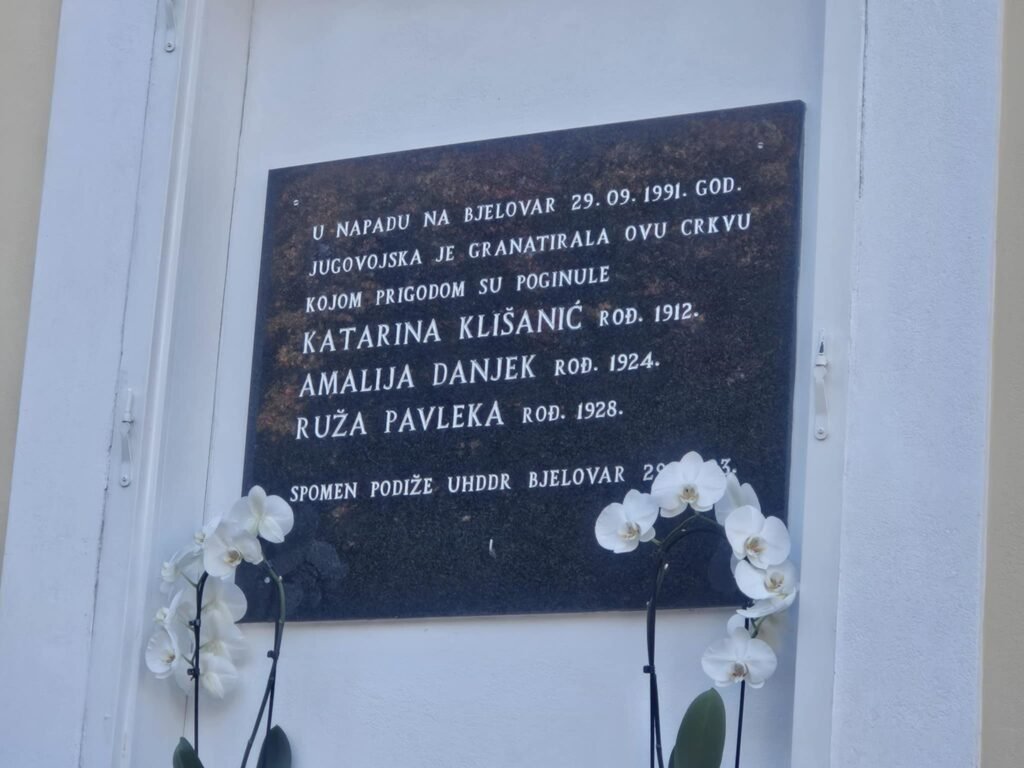 U NAPADU NA BJELOVAR 29.09.1991. GOD.
JUGOVOJSKA JE GRANATIRALA OVU CRKVU
KOJOM PRIGODOM SU POGINULE
KATARINA KLIŠANIĆ ROĐ. 1912.
AMALIJA DANJEK ROĐ. 1924.
RUŽA PAVLEKA ROĐ. 1928.
SPOMEN PODIŽE UHDDR BJELOVAR